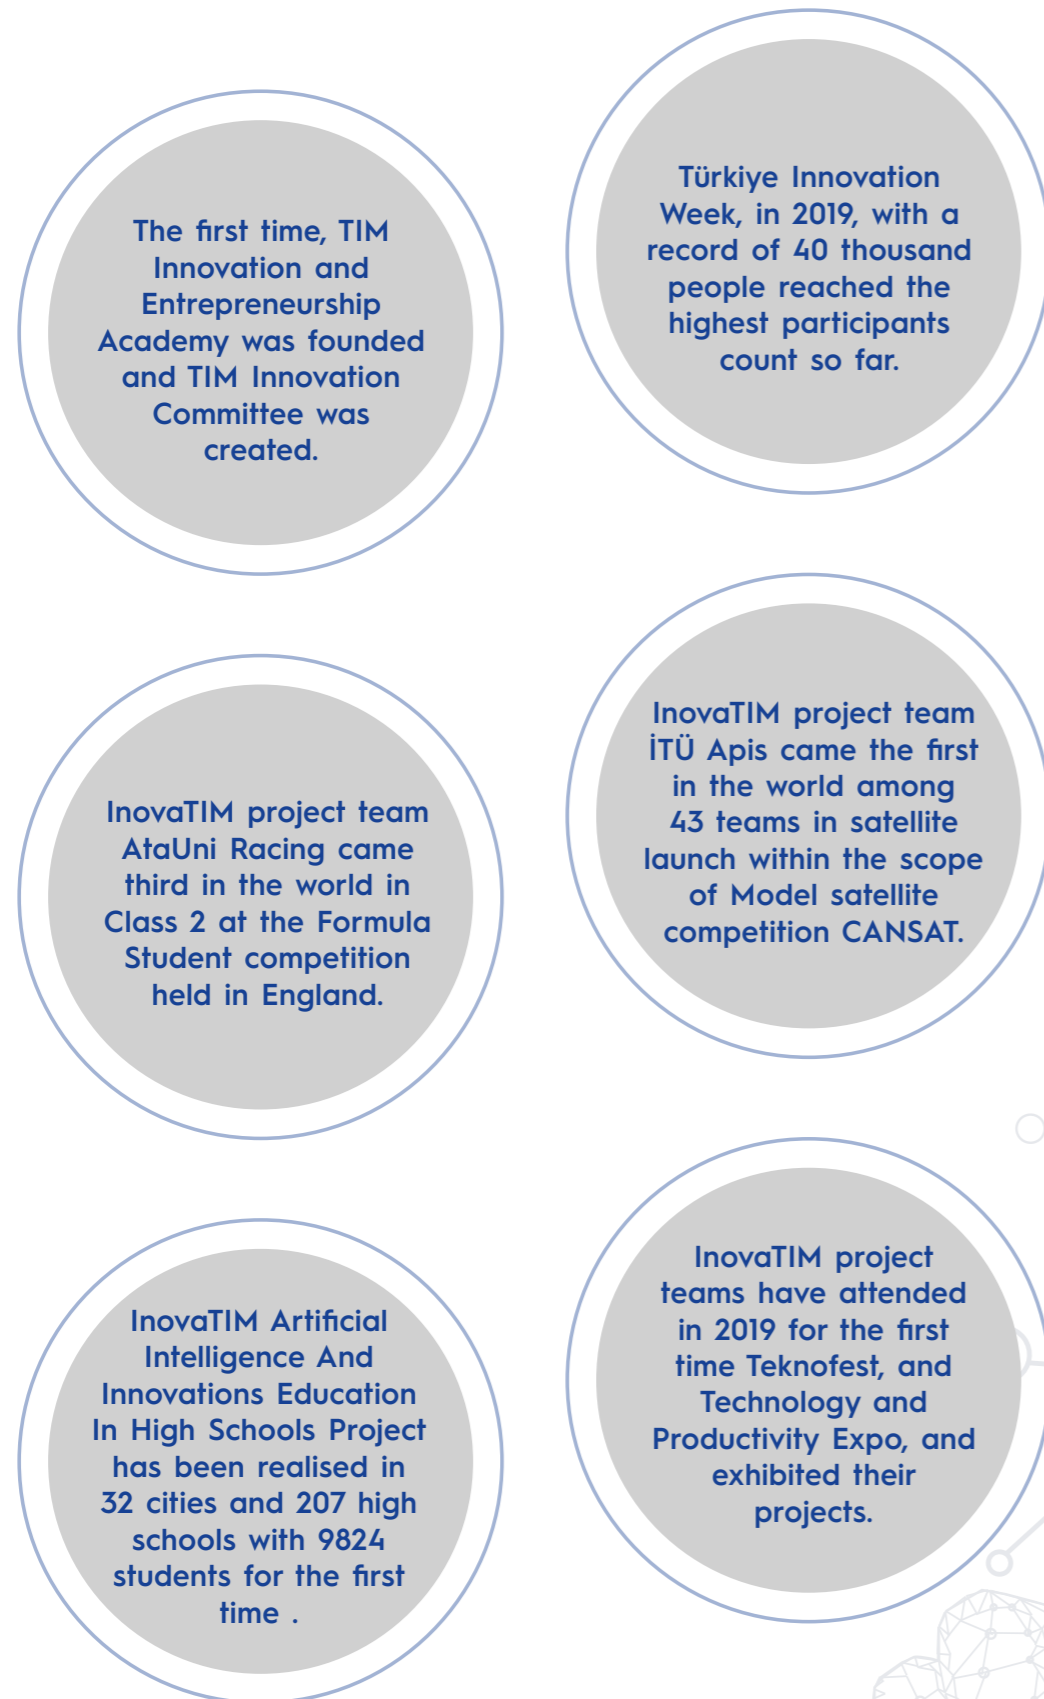 The first time, TIM
Innovation and
Entrepreneurship
Academy was founded
and TIM Innovation
Committee was
created.
Türkiye Innovation
Week, in 2019, with a
record of 40 thousand
people reached the
highest participants
count so far.
InovaTIM project team
AtaUni Racing came
third in the world in
Class 2 at the Formula
Student competition
held in England.
InovaTIM project team
İTÜ Apis came the first
in the world among
43 teams in satellite
launch within the scope
of Model satellite
competition CANSAT.
InovaTIM Artificial
Intelligence And
Innovations Education
In High Schools Project
has been realised in
32 cities and 207 high
schools with 9824
students for the first
time .
InovaTIM project
teams have attended
in 2019 for the first
time Teknofest, and
Technology and
Productivity Expo, and
exhibited their
projects.